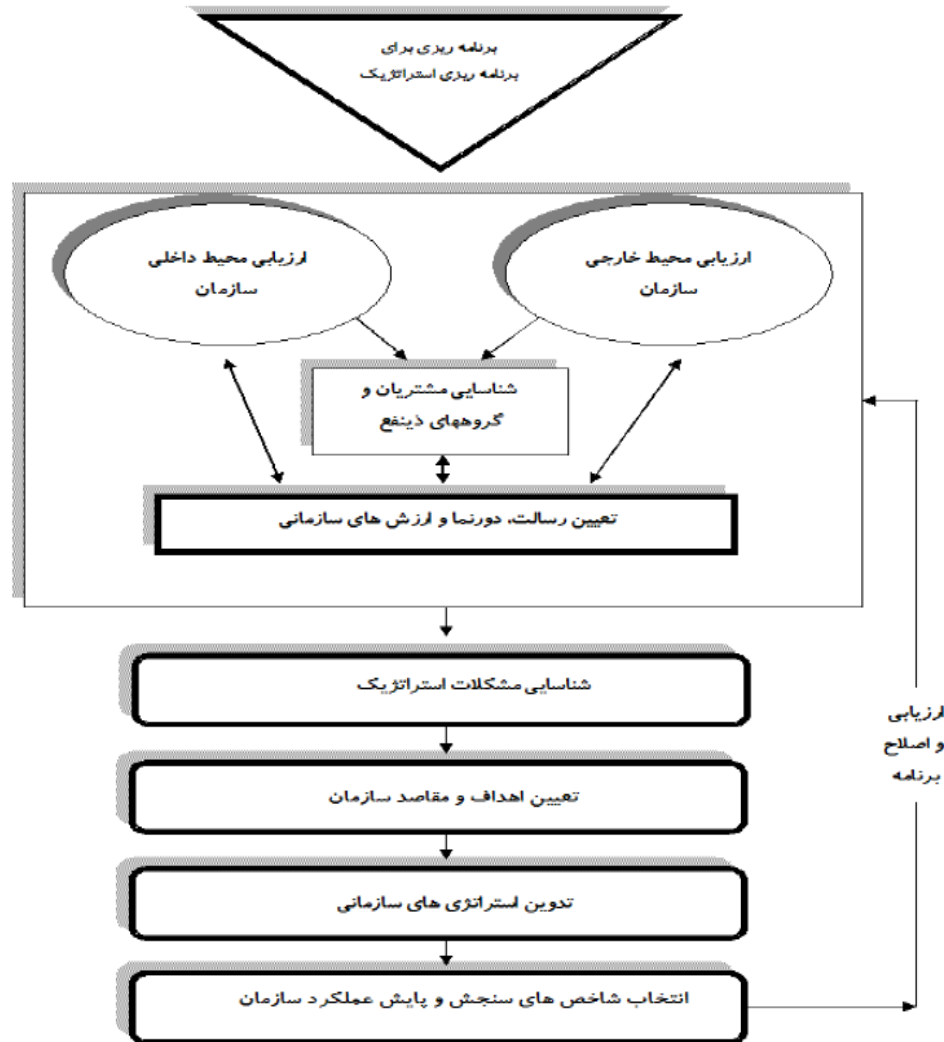 برنامه ریزی برای
برنامه ریزی استراتژیک
ارزیابی محیط خارجی
سازمان
ارزیابی محیط داخلی
سازمان
شناسایی مشتریان و
گروههای ذینفع
تعیین رسالت، دورنما و ارزش های سازمانی
شناسایی مشکلات استراتژیک
تعیین اهداف و مقاصد سازمان
تدوین استراتژی های سازمانی
انتخاب شاخص های سنجش و پایش عملکرد سازمان
ارزیابی
و اصلاح
برنامه